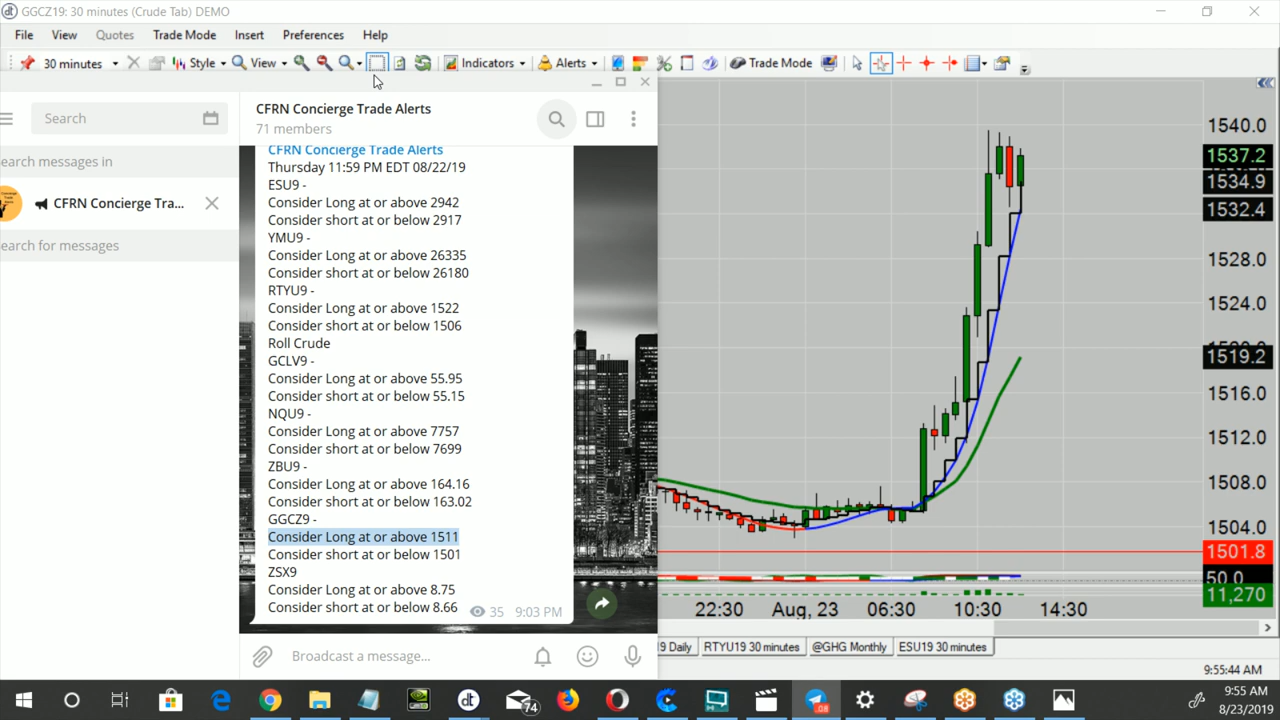 GGCZ19: 30 minutes (Crude Tab) DEMO
File View Quotes Trade Mode Insert Preferences Help
30 minutes Style View Indicators Alerts Trade Mode
Search
earch messages in
CFRN Concierge Tra...
earch for messages
CFRN Concierge Trade Alerts
71 members
CFRN Concierge Trade Alerts
Thursday 11:59 PM EDT 08/22/19
ESU9 -
Consider Long at or above 2942
Consider short at or below 2917
YMU9 -
Consider Long at or above 26335
Consider short at or below 26180
RTYU9 -
Consider Long at or above 1522
Consider short at or below 1506
Roll Crude
GCLV9 -
Consider Long at or above 55.95
Consider short at or below 55.15
NQU9 -
Consider Long at or above 7757
Consider short at or below 7699
ZBU9 -
Consider Long at or above 164.16
Consider short at or below 163.02
GGCZ9 -
Consider Long at or above 1511
Consider short at or below 1501
ZSX9
Consider Long at or above 8.75
Consider short at or below 8.66
35 9:03 PM
Broadcast a message...
1540.0
1537.2
1534.9
1532.4
1528.0
1524.0
1519.2
1516.0
1512.0
1508.0
1504.0
1501.8
50.0
11,270
22:30 Aug, 23 06:30 10:30 14:30
9 Daily RTYU19 30 minutes @GHG Monthly ESU19 30 minutes
9:55:44 AM
dt
74
9:55 AM
8/23/2019